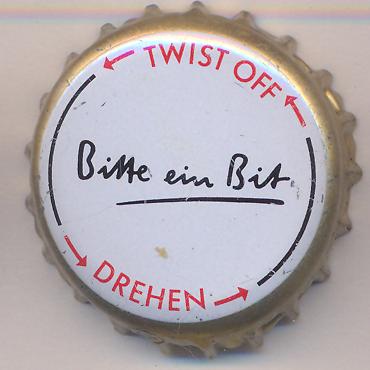 TWIST OFF
Bitte ein Bit
DREHEN